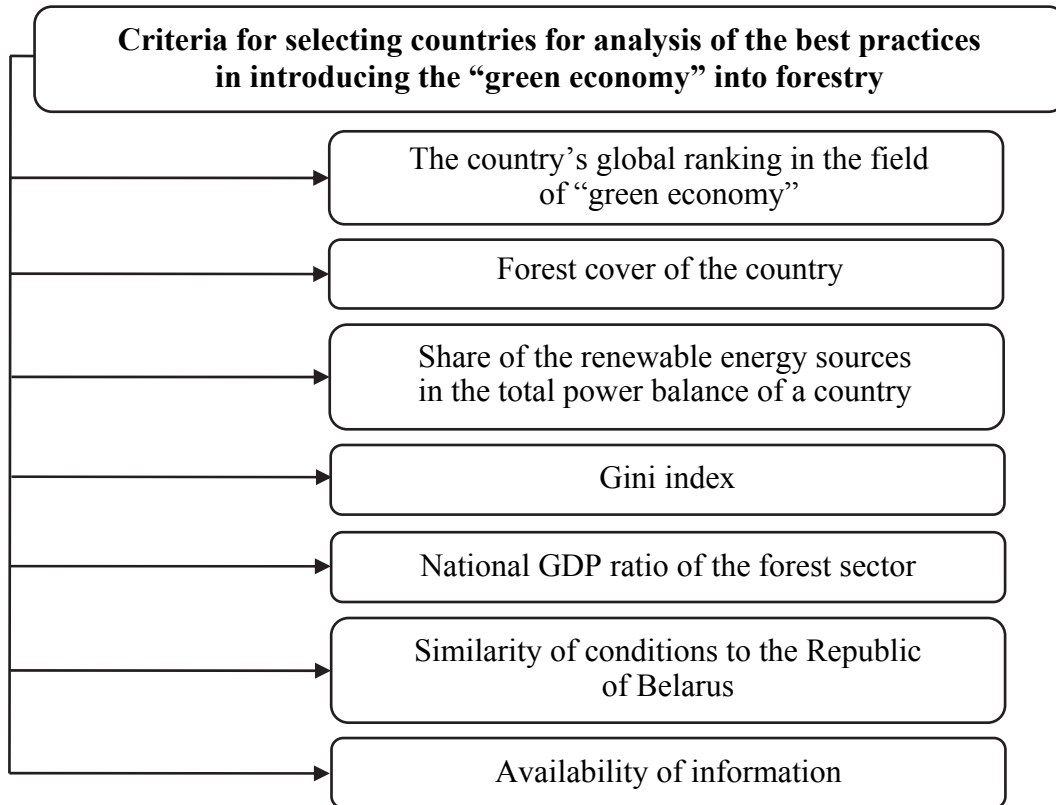 Criteria for selecting countries for analysis of the best practices
in introducing the “green economy” into forestry
The country’s global ranking in the field
of “green economy”
Forest cover of the country
Share of the renewable energy sources
in the total power balance of a country
Gini index
National GDP ratio of the forest sector
Similarity of conditions to the Republic
of Belarus
Availability of information